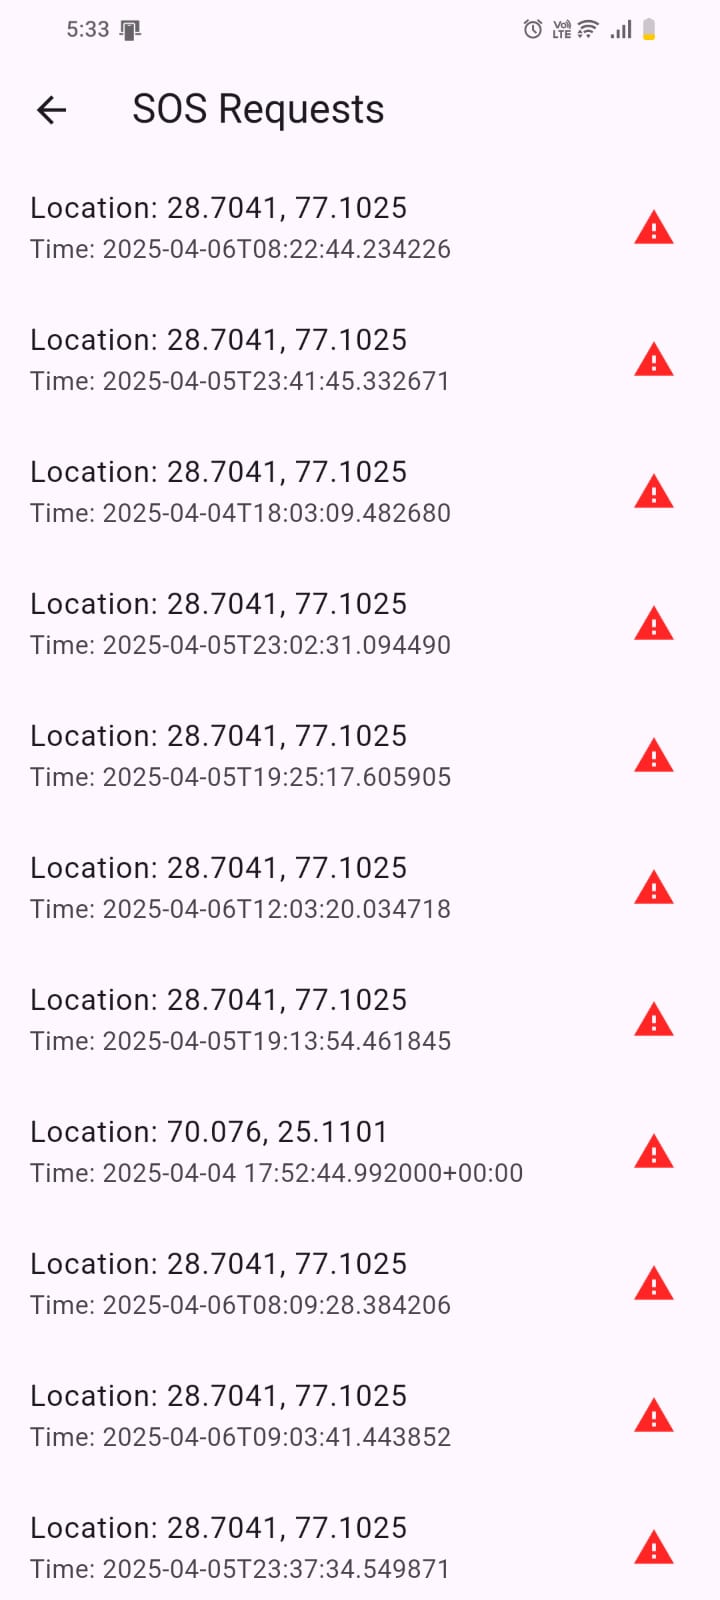 5:33
Vo) LTE
SOS Requests
Location: 28.7041, 77.1025
Time: 2025-04-06T08:22:44.234226
Location: 28.7041, 77.1025
Time: 2025-04-05T23:41:45.332671
Location: 28.7041, 77.1025
Time: 2025-04-04T18:03:09.482680
Location: 28.7041, 77.1025
Time: 2025-04-05T23:02:31.094490
Location: 28.7041, 77.1025
Time: 2025-04-05T19:25:17.605905
Location: 28.7041, 77.1025
Time: 2025-04-06T12:03:20.034718
Location: 28.7041, 77.1025
Time: 2025-04-05T19:13:54.461845
Location: 70.076, 25.1101
Time: 2025-04-04 17:52:44.992000+00:00
Location: 28.7041, 77.1025
Time: 2025-04-06T08:09:28.384206
Location: 28.7041, 77.1025
Time: 2025-04-06T09:03:41.443852
Location: 28.7041, 77.1025
Time: 2025-04-05T23:37:34.549871